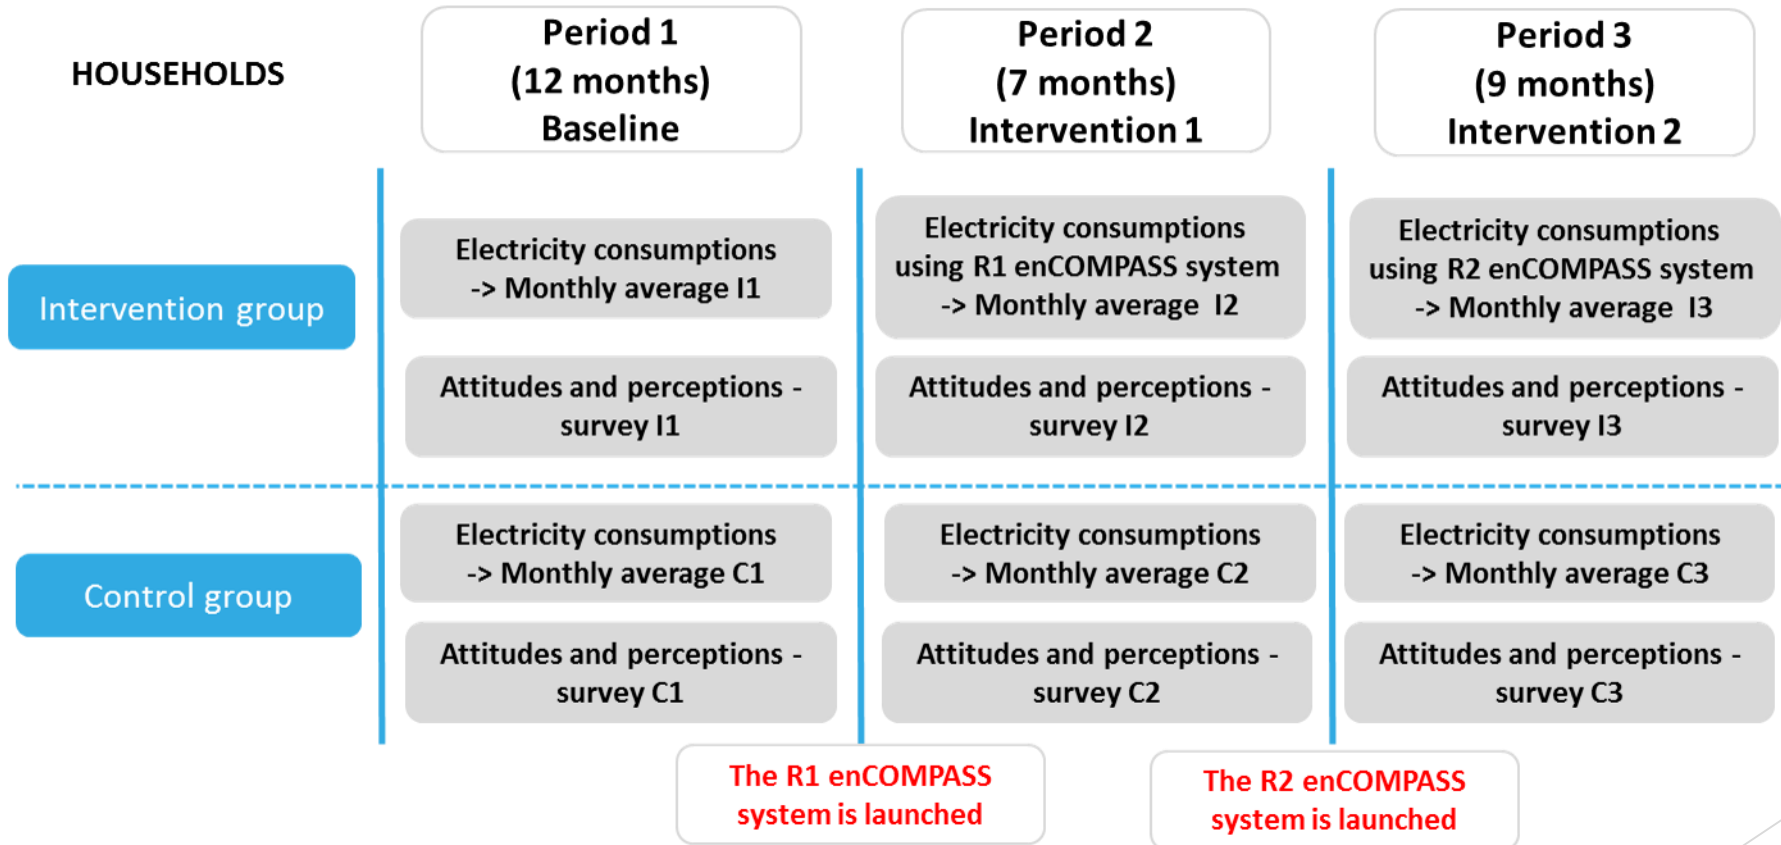 HOUSEHOLDS
Period 1
(12 months)
Baseline
Period 2
(7 months)
Intervention 1
Period 3
(9 months)
Intervention 2
Intervention group
Electricity consumptions
-> Monthly average I1
Electricity consumptions
using R1 enCOMPASS system
-> Monthly average I2
Electricity consumptions
using R2 enCOMPASS system
-> Monthly average I3
Attitudes and perceptions -
survey I1
Attitudes and perceptions -
survey I2
Attitudes and perceptions -
survey I3
Control group
Electricity consumptions
-> Monthly average C1
Electricity consumptions
-> Monthly average C2
Electricity consumptions
-> Monthly average C3
Attitudes and perceptions -
survey C1
Attitudes and perceptions -
survey C2
Attitudes and perceptions -
survey C3
The R1 enCOMPASS
system is launched
The R2 enCOMPASS
system is launched